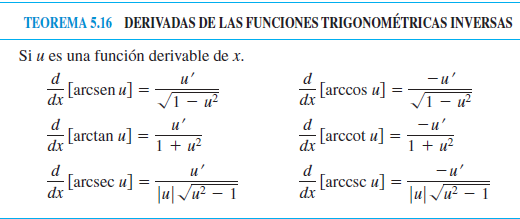 TEOREMA 5.16 DERIVADAS DE LAS FUNCIONES TRIGONOMÉTRICAS INVERSAS
Si u es una función derivable de x.
d/dx [arcsen u] = u′/√(1 − u²)
d/dx [arccos u] = −u′/√(1 − u²)
d/dx [arctan u] = u′/(1 + u²)
d/dx [arccot u] = −u′/(1 + u²)
d/dx [arcsec u] = u′/(|u|√(u² − 1))
d/dx [arccsc u] = −u′/(|u|√(u² − 1))